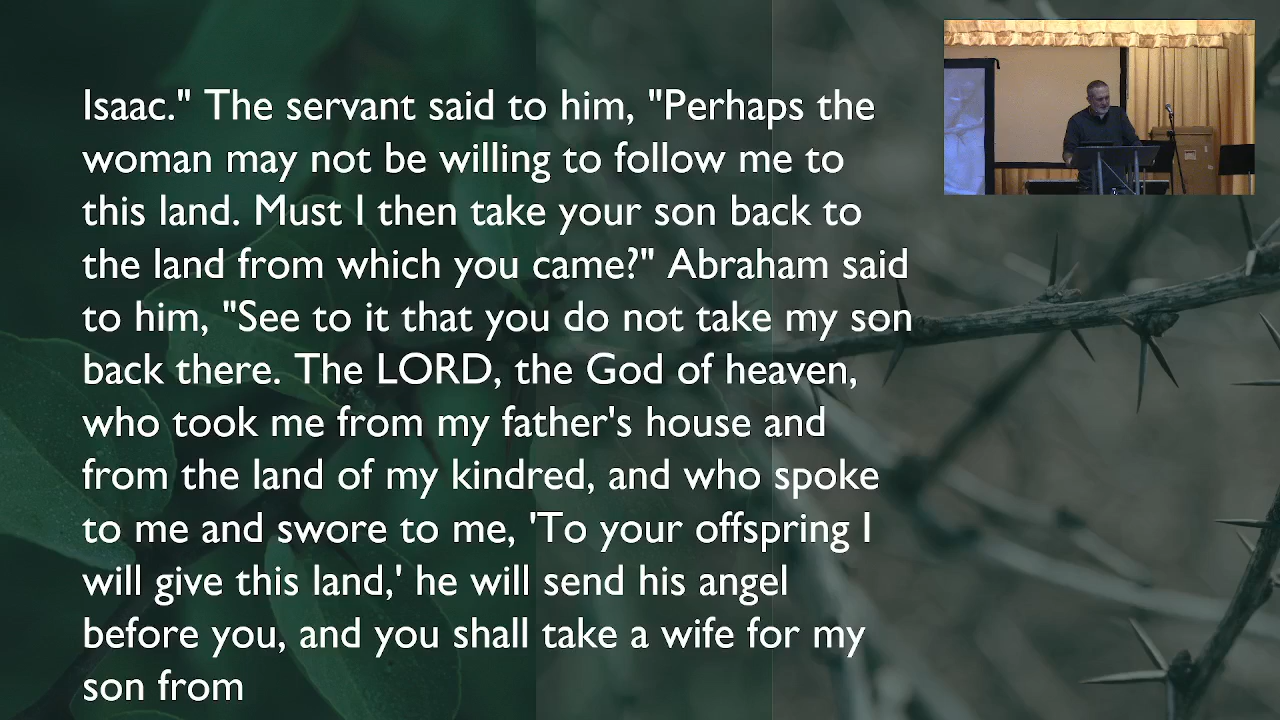 Isaac." The servant said to him, "Perhaps the
woman may not be willing to follow me to
this land. Must I then take your son back to
the land from which you came?" Abraham said
to him, "See to it that you do not take my son
back there. The LORD, the God of heaven,
who took me from my father's house and
from the land of my kindred, and who spoke
to me and swore to me, 'To your offspring I
will give this land,' he will send his angel
before you, and you shall take a wife for my
son from